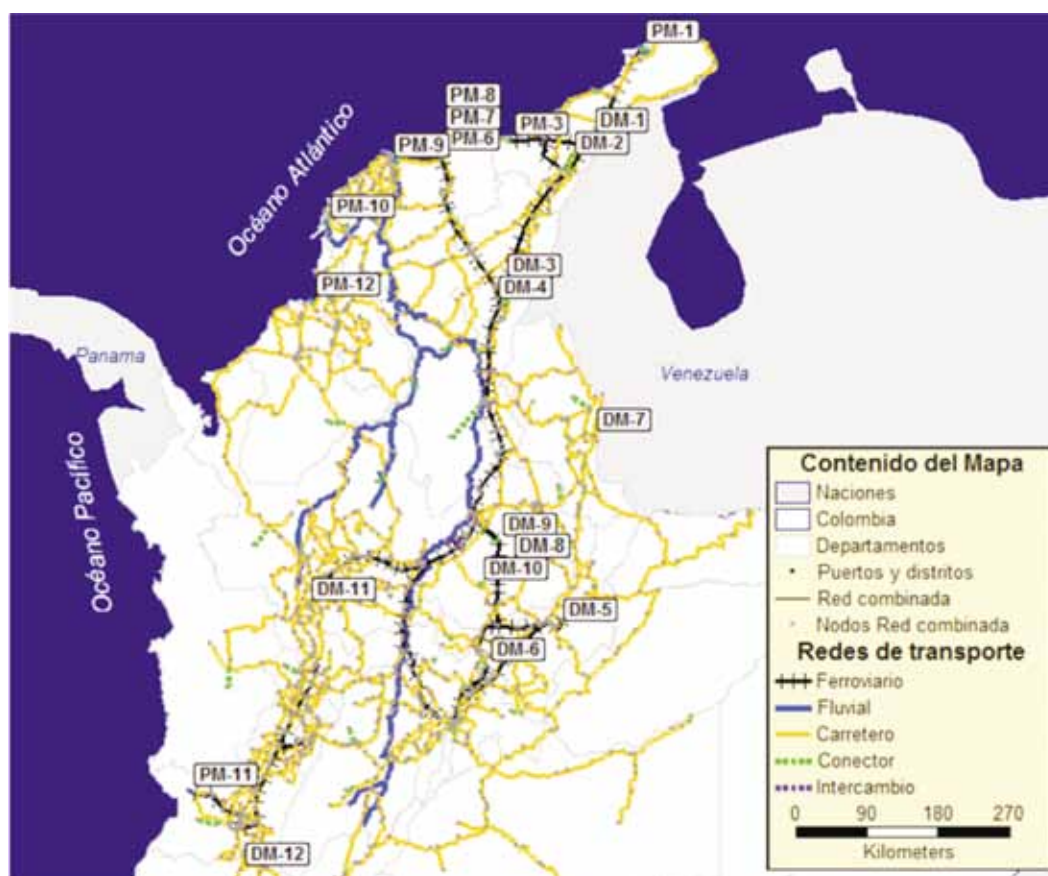 PM-1
PM-8
PM-7
PM-6
PM-3
DM-1
DM-2
PM-9
Océano Atlántico
PM-10
DM-3
DM-4
PM-12
Panama
Venezuela
DM-7
Océano Pacífico
DM-9
DM-8
DM-10
DM-11
DM-5
DM-6
PM-11
DM-12
Contenido del Mapa
Naciones
Colombia
Departamentos
Puertos y distritos
Red combinada
Nodos Red combinada
Redes de transporte
Ferroviario
Fluvial
Carretero
Conector
Intercambio
0 90 180 270
Kilometers